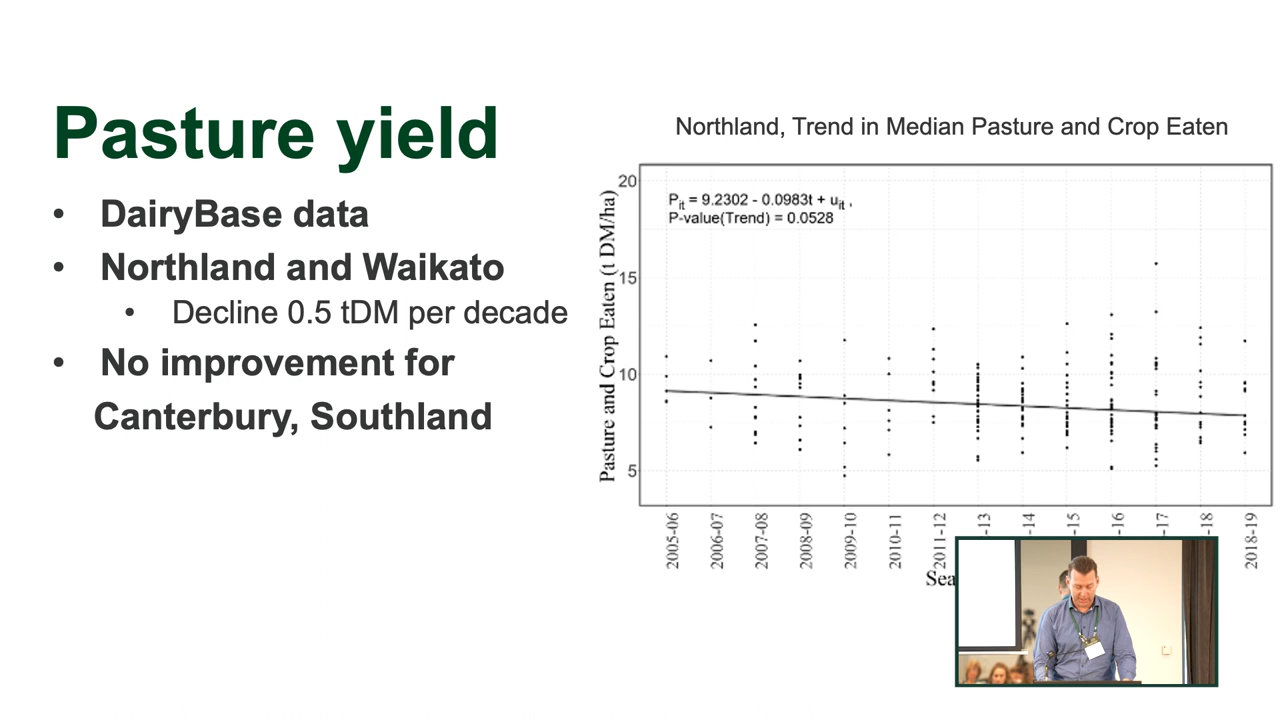 Pasture yield
• DairyBase data
• Northland and Waikato
• Decline 0.5 tDM per decade
• No improvement for
Canterbury, Southland
Northland, Trend in Median Pasture and Crop Eaten
Pit = 9.2302 - 0.0983t + uit ,
P-value(Trend) = 0.0528
Pasture and Crop Eaten (t DM/ha)
20
15
10
5
2005-06
2006-07
2007-08
2008-09
2009-10
2010-11
2011-12
-13
-14
-15
-16
-17
-18
2018-19
Sea